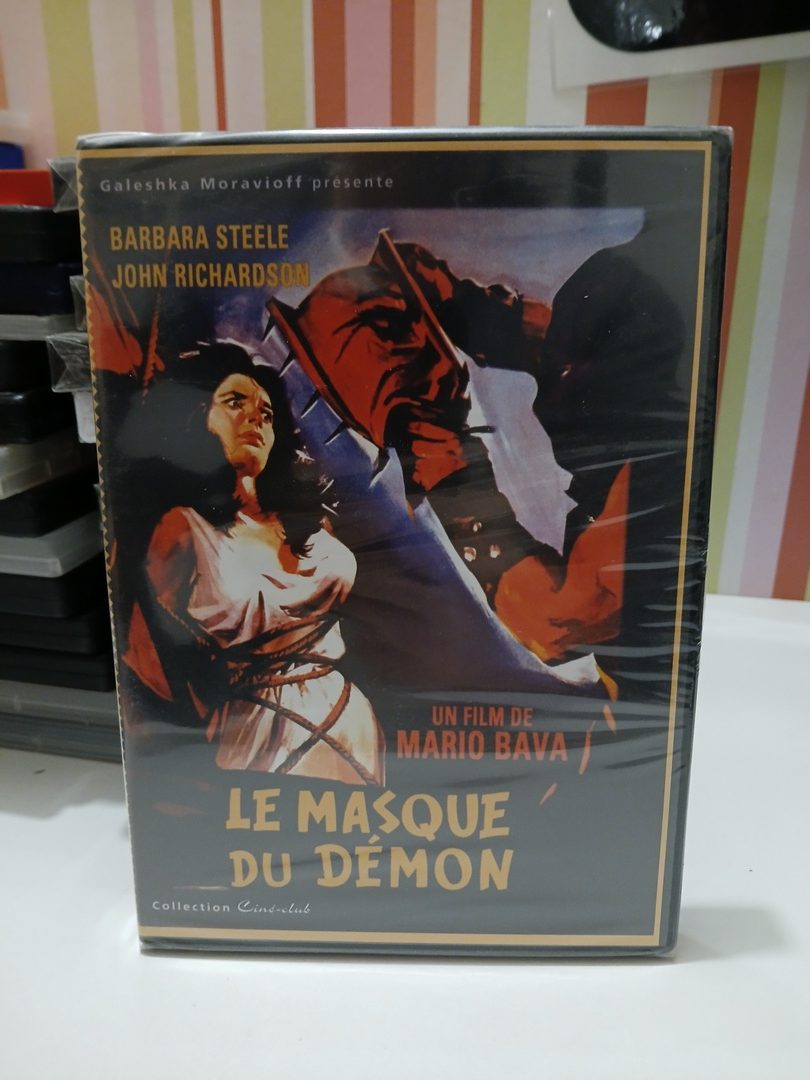 Galeshka Moravioff présente
BARBARA STEELE
JOHN RICHARDSON
UN FILM DE
MARIO BAVA
LE MASQUE
DU DÉMON
Collection Ciné-club